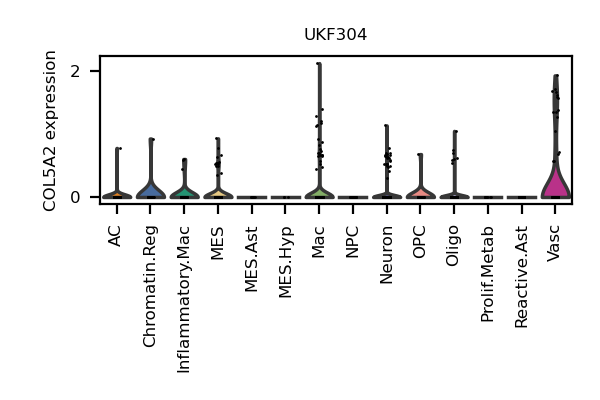 UKF304
COL5A2 expression
2
0
AC
Chromatin.Reg
Inflammatory.Mac
MES
MES.Ast
MES.Hyp
Mac
NPC
Neuron
OPC
Oligo
Prolif.Metab
Reactive.Ast
Vasc